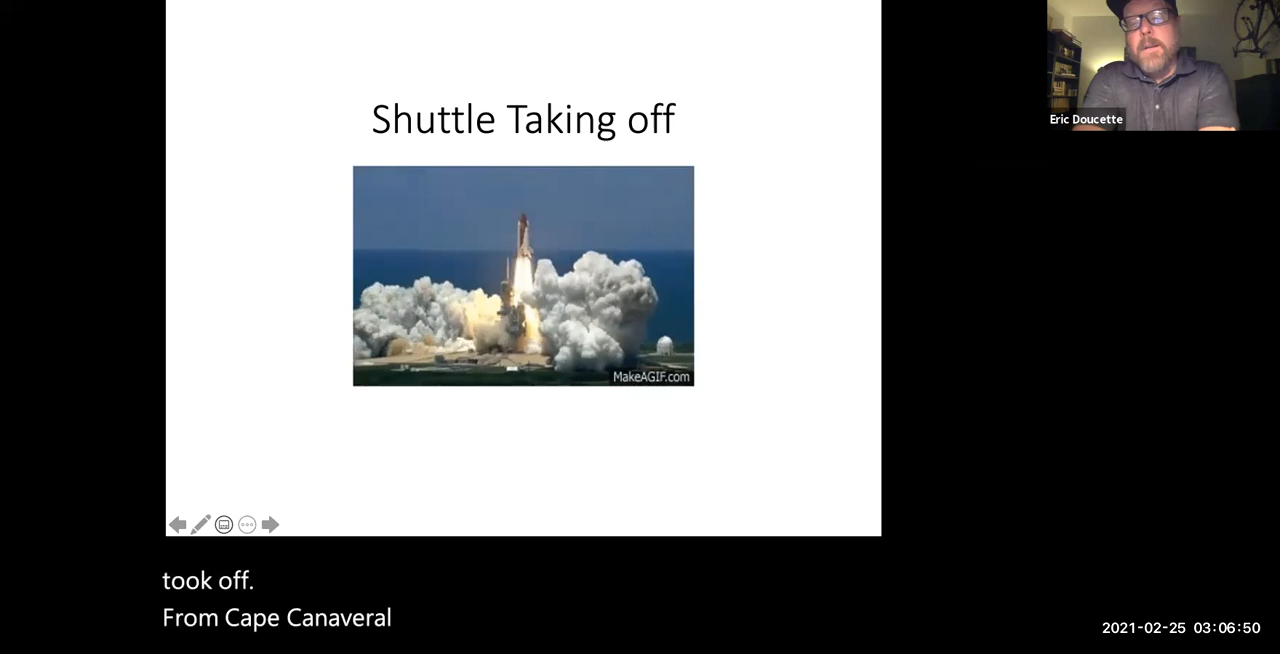 Shuttle Taking off
Eric Doucette
MakeAGIF.com
took off.
From Cape Canaveral
2021-02-25 03:06:50